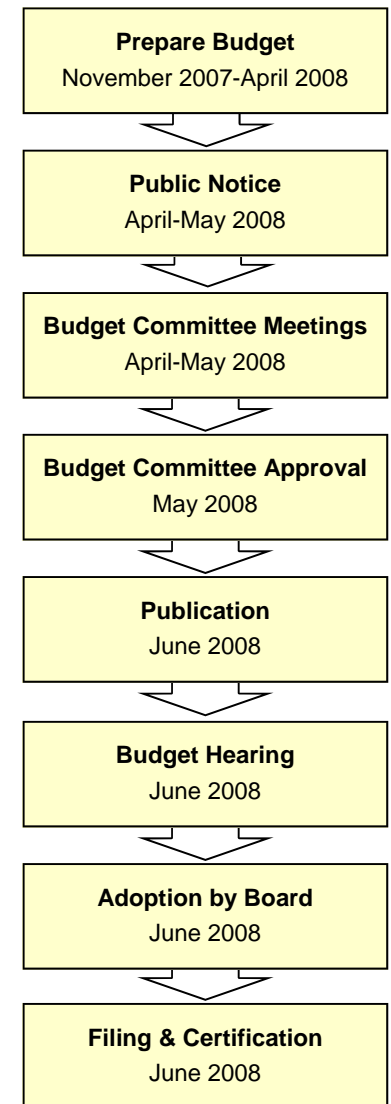 Prepare Budget
November 2007-April 2008
Public Notice
April-May 2008
Budget Committee Meetings
April-May 2008
Budget Committee Approval
May 2008
Publication
June 2008
Budget Hearing
June 2008
Adoption by Board
June 2008
Filing & Certification
June 2008